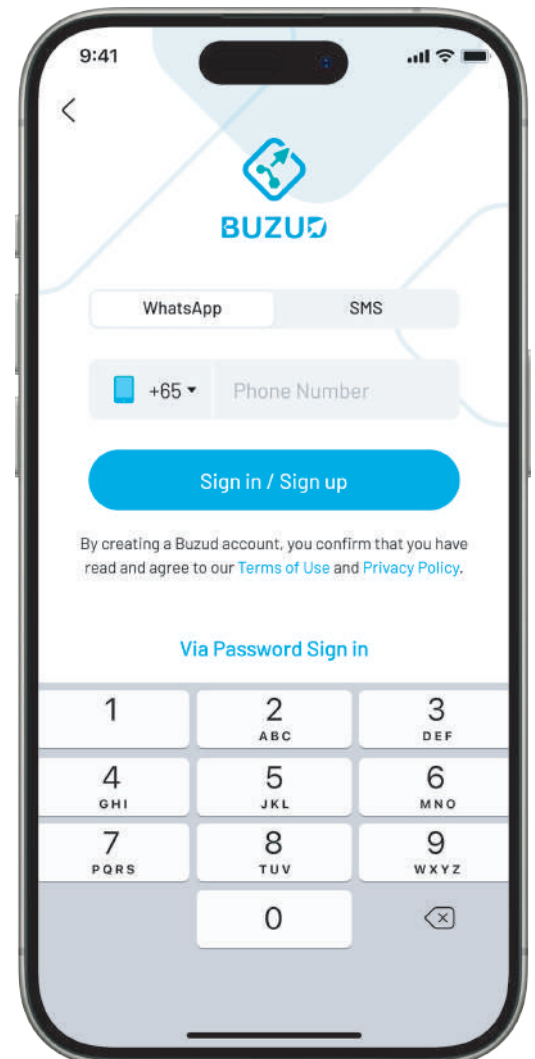 9:41
BUZUD
WhatsApp SMS
+65 Phone Number
Sign in / Sign up
By creating a Buzud account, you confirm that you have
read and agree to our Terms of Use and Privacy Policy.
Via Password Sign in
1 2 3
ABC DEF
4 5 6
GHI JKL MNO
7 8 9
PQRS TUV WXYZ
0